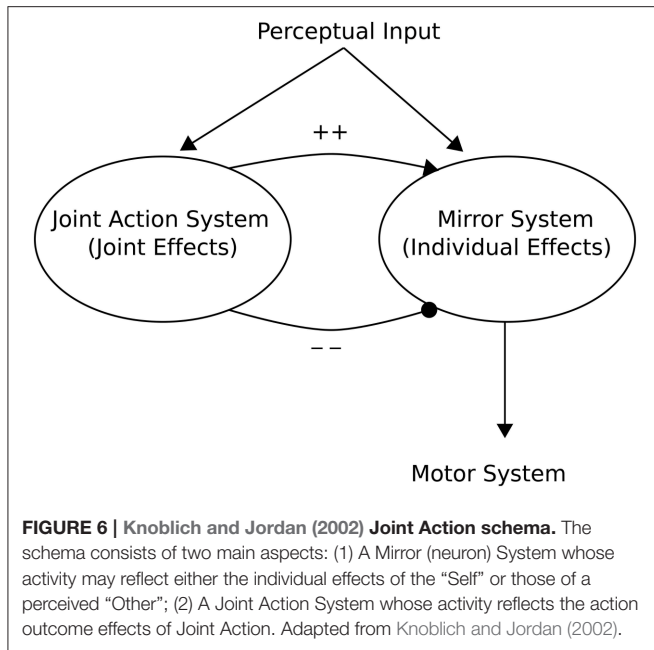 Perceptual Input
++
Joint Action System
(Joint Effects)
Mirror System
(Individual Effects)
– –
Motor System
FIGURE 6 | Knoblich and Jordan (2002) Joint Action schema. The
schema consists of two main aspects: (1) A Mirror (neuron) System whose
activity may reflect either the individual effects of the “Self” or those of a
perceived “Other”; (2) A Joint Action System whose activity reflects the action
outcome effects of Joint Action. Adapted from Knoblich and Jordan (2002).